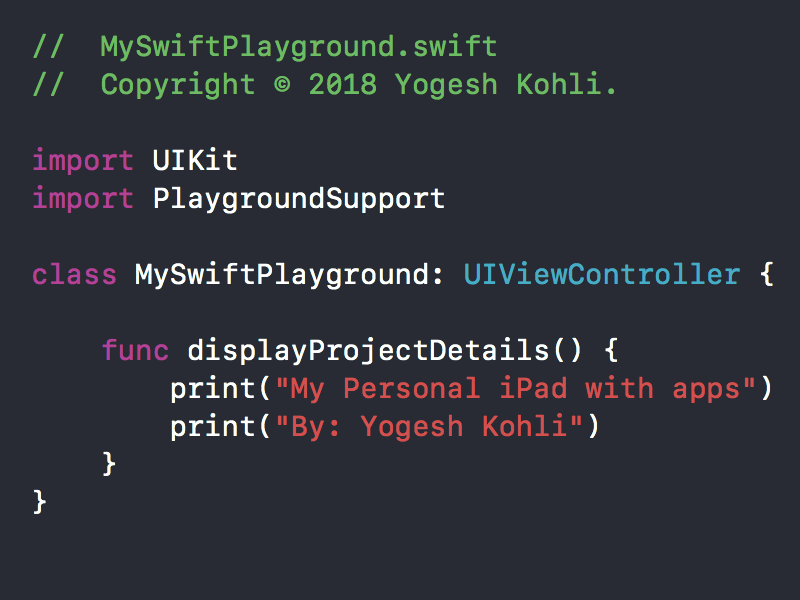 //  MySwiftPlayground.swift
//  Copyright © 2018 Yogesh Kohli.
import UIKit
import PlaygroundSupport
class MySwiftPlayground: UIViewController {
    func displayProjectDetails() {
        print("My Personal iPad with apps")
        print("By: Yogesh Kohli")
    }
}